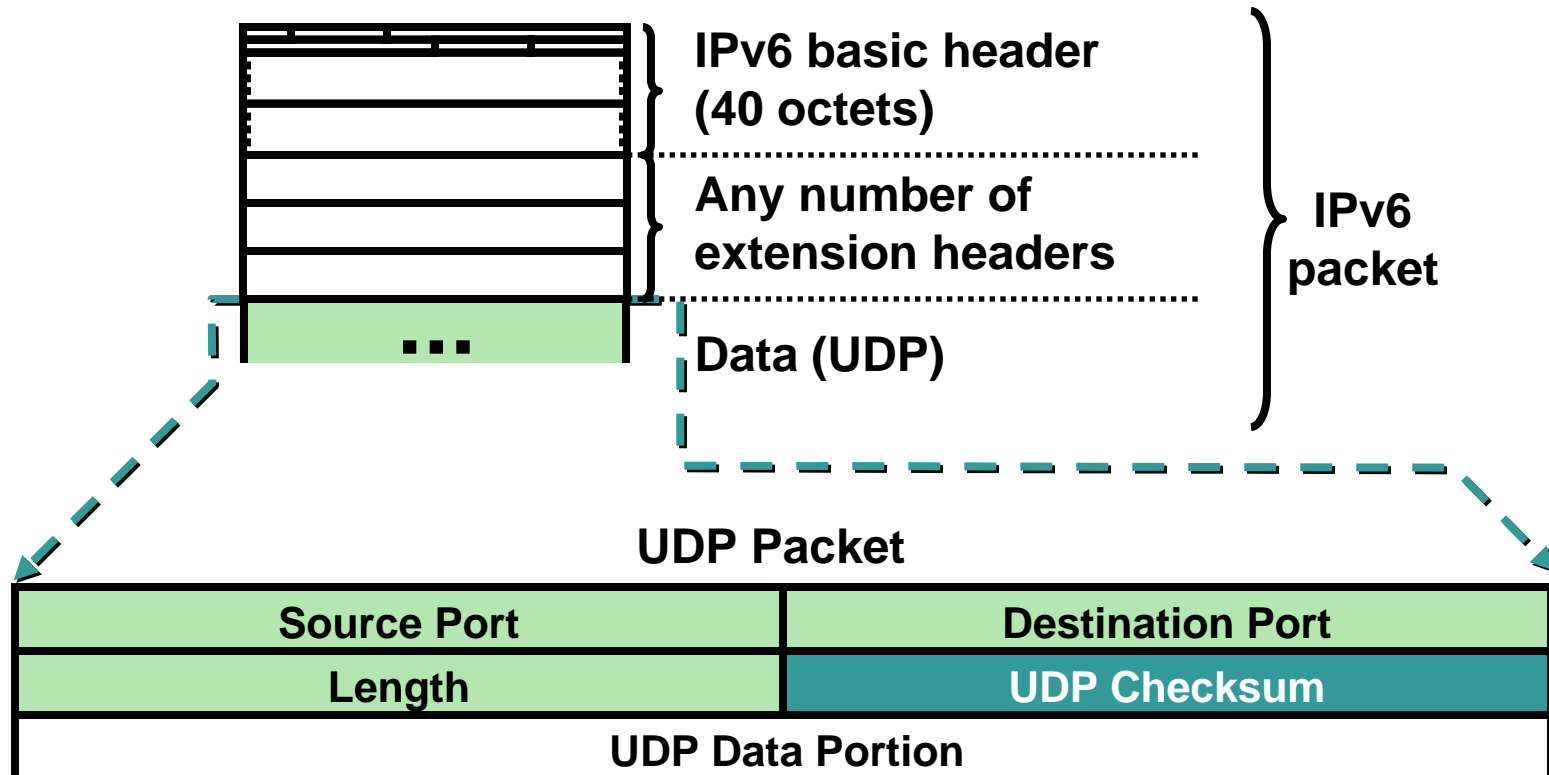 IPv6 basic header
(40 octets)
Any number of
extension headers
IPv6
packet
...
Data (UDP)
UDP Packet
Source Port
Destination Port
Length
UDP Checksum
UDP Data Portion